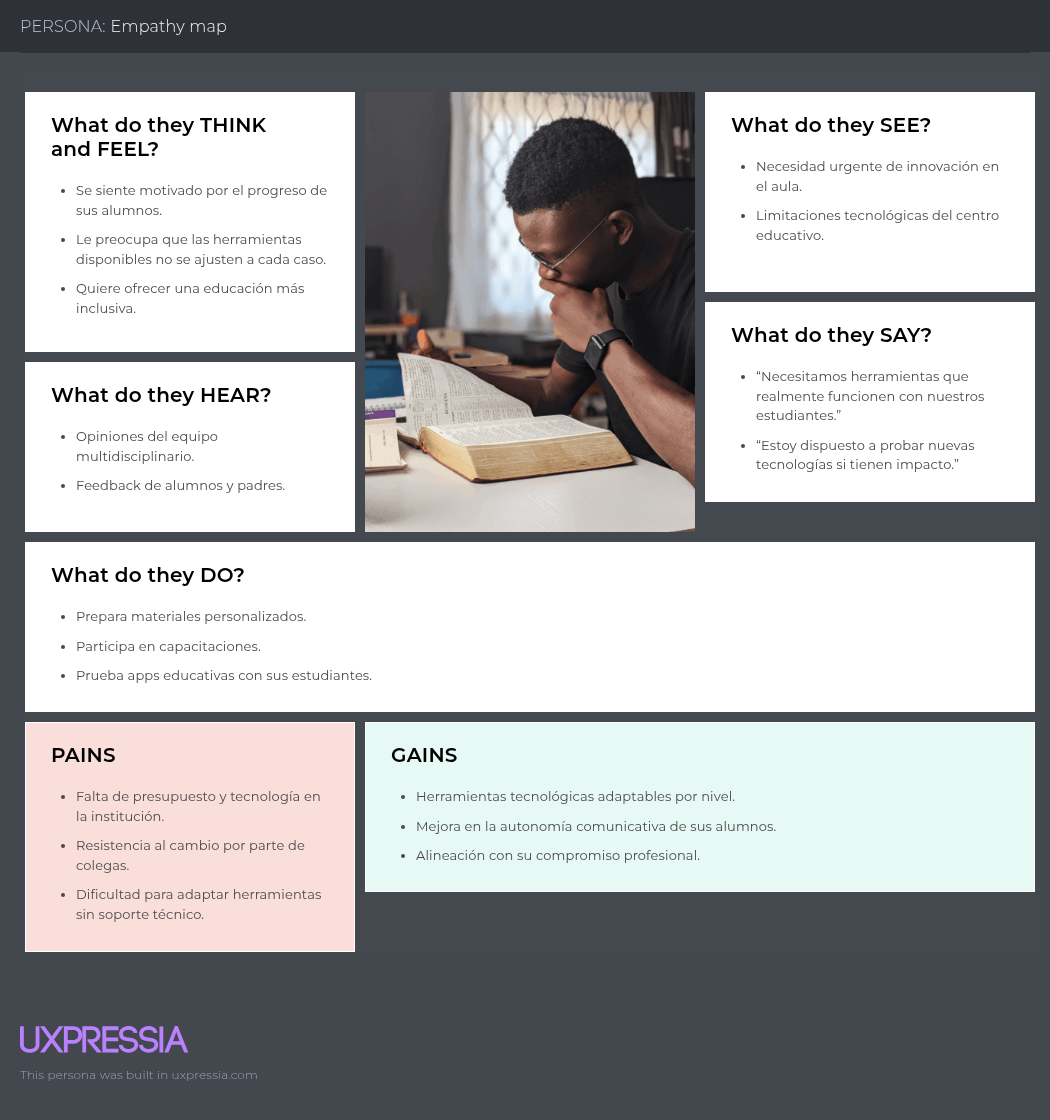 PERSONA: Empathy map
What do they THINK
and FEEL?
• Se siente motivado por el progreso de
sus alumnos.
• Le preocupa que las herramientas
disponibles no se ajusten a cada caso.
• Quiere ofrecer una educación más
inclusiva.
What do they HEAR?
• Opiniones del equipo
multidisciplinario.
• Feedback de alumnos y padres.
What do they SEE?
• Necesidad urgente de innovación en
el aula.
• Limitaciones tecnológicas del centro
educativo.
What do they SAY?
• “Necesitamos herramientas que
realmente funcionen con nuestros
estudiantes.”
• “Estoy dispuesto a probar nuevas
tecnologías si tienen impacto.”
What do they DO?
• Prepara materiales personalizados.
• Participa en capacitaciones.
• Prueba apps educativas con sus estudiantes.
PAINS
• Falta de presupuesto y tecnología en
la institución.
• Resistencia al cambio por parte de
colegas.
• Dificultad para adaptar herramientas
sin soporte técnico.
GAINS
• Herramientas tecnológicas adaptables por nivel.
• Mejora en la autonomía comunicativa de sus alumnos.
• Alineación con su compromiso profesional.
UXPRESSIA
This persona was built in uxpressia.com